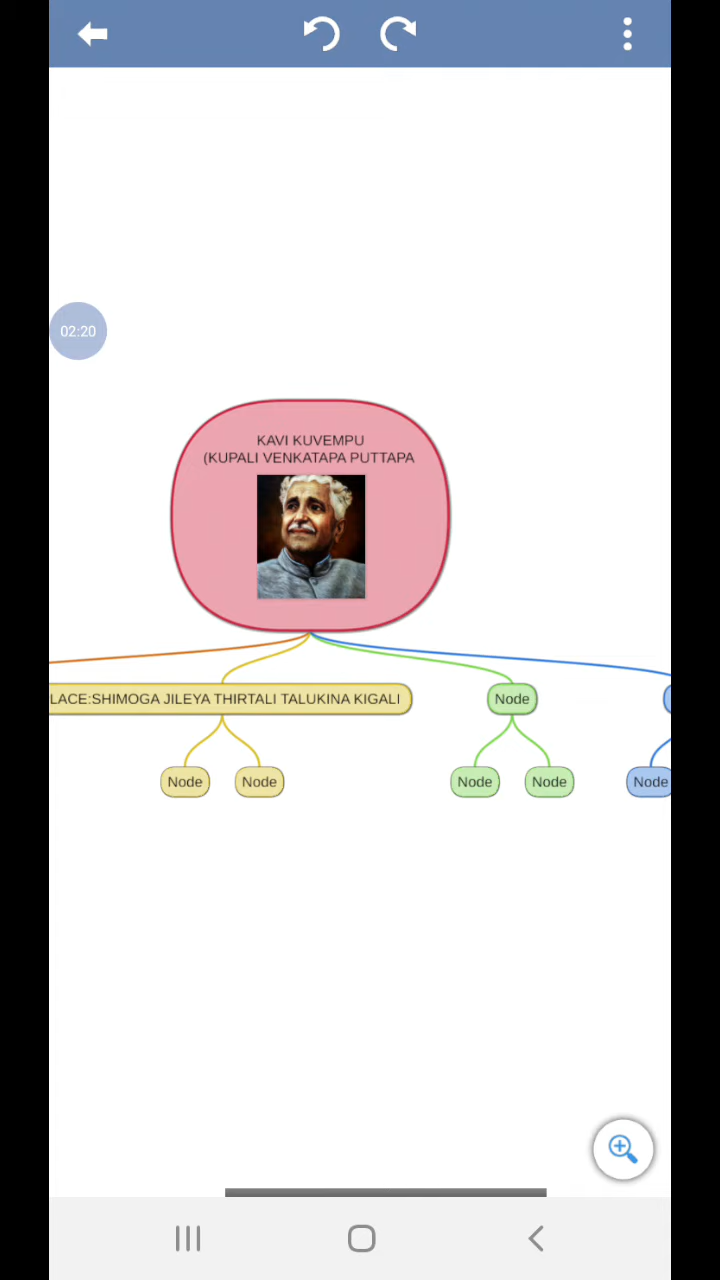 02:20
KAVI KUVEMPU
(KUPALI VENKATAPA PUTTAPA
LACE:SHIMOGA JILEYA THIRTALI TALUKINA KIGALI
Node
Node
Node
Node
Node
Node